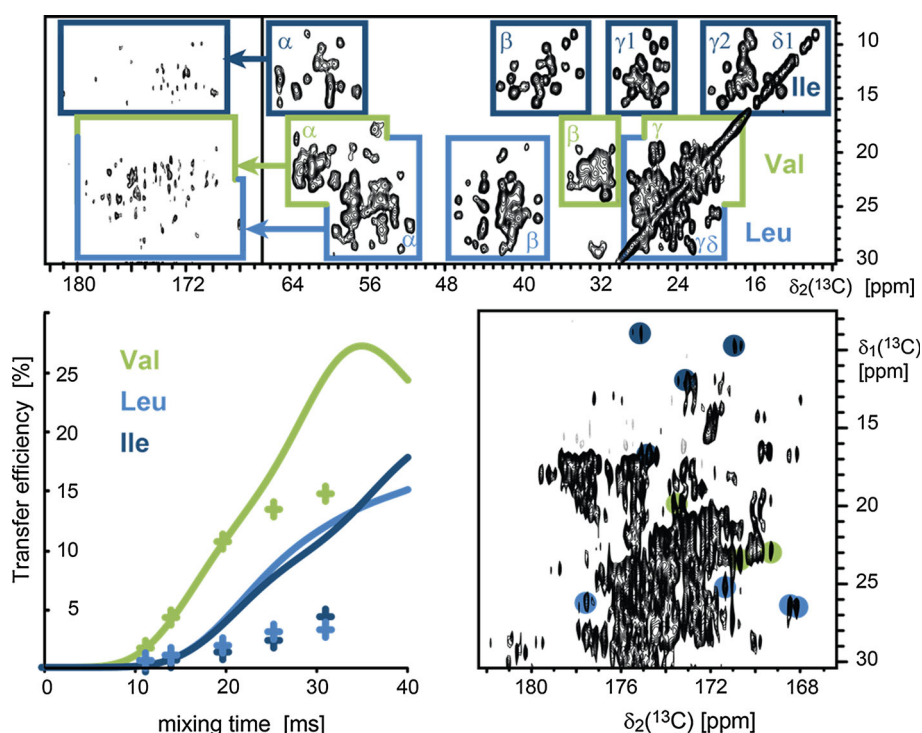 α β γ1 γ2 δ1 10
Ile 15
α β γ 20
Val
25
α β γδ Leu
30
180 172 64 56 48 40 32 24 16 δ₂(¹³C) [ppm]
Transfer efficiency [%]
25
20
15
10
5
Val
Leu
Ile
0 10 20 30 40
mixing time [ms]
δ₁(¹³C)
[ppm]
15
20
25
30
180 176 172 168
δ₂(¹³C) [ppm]